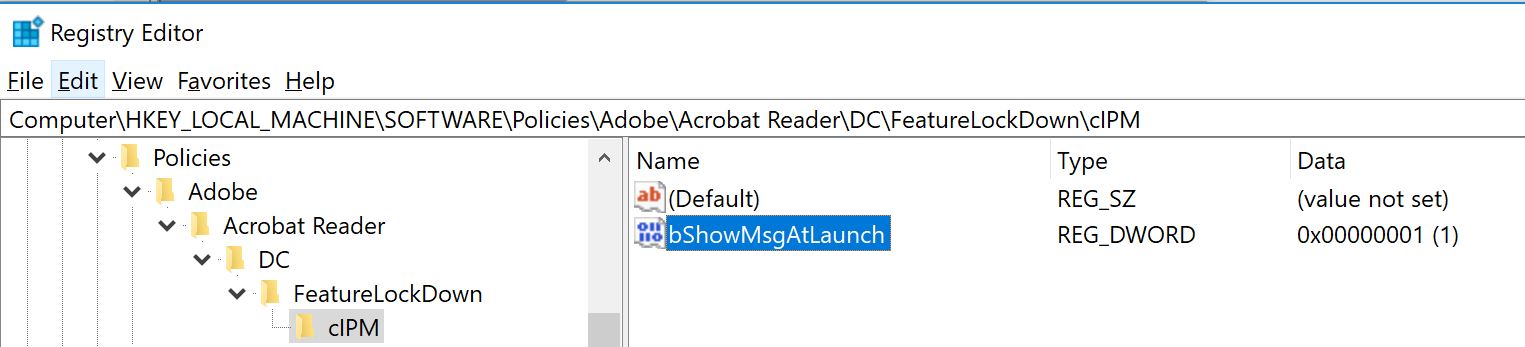 Registry Editor
File Edit View Favorites Help
Computer\HKEY_LOCAL_MACHINE\SOFTWARE\Policies\Adobe\Acrobat Reader\DC\FeatureLockDown\cIPM
Policies
Adobe
Acrobat Reader
DC
FeatureLockDown
cIPM
Name Type Data
(Default) REG_SZ (value not set)
bShowMsgAtLaunch REG_DWORD 0x00000001 (1)